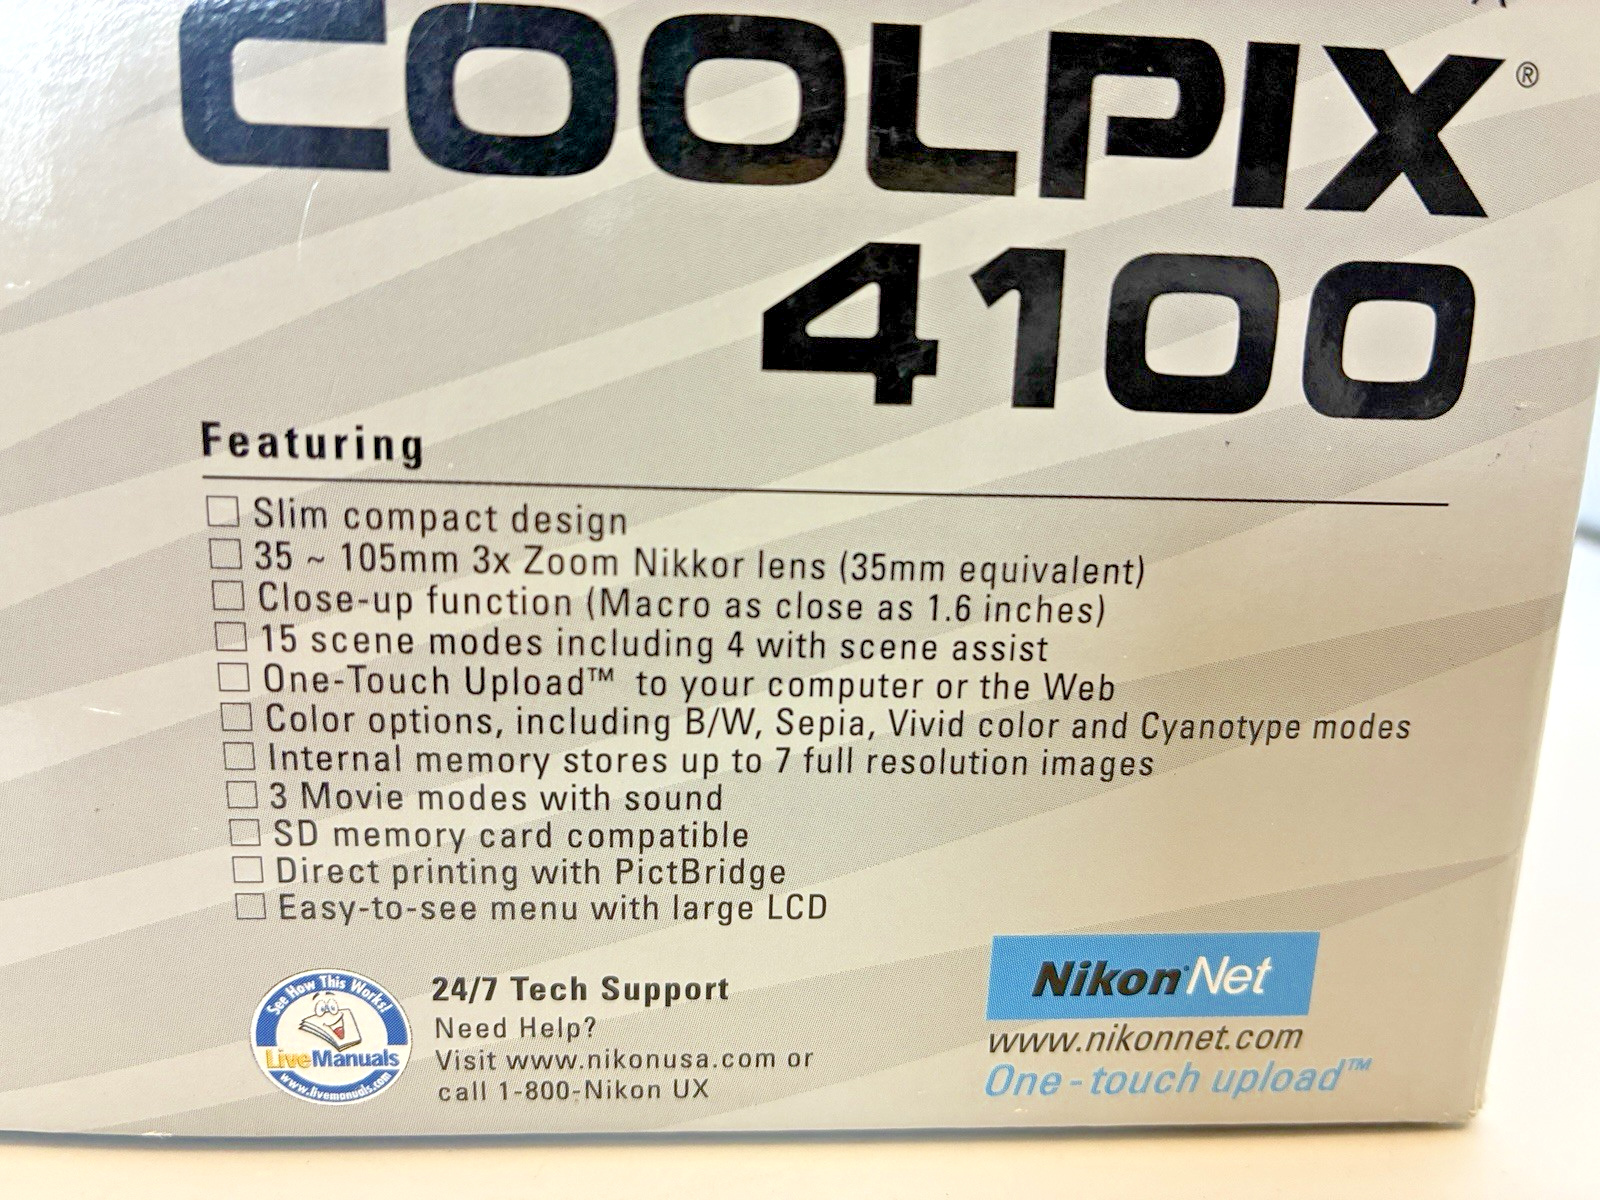 COOLPIX®
4100
Featuring
Slim compact design
35 ~ 105mm 3x Zoom Nikkor lens (35mm equivalent)
Close-up function (Macro as close as 1.6 inches)
15 scene modes including 4 with scene assist
One-Touch Upload™ to your computer or the Web
Color options, including B/W, Sepia, Vivid color and Cyanotype modes
Internal memory stores up to 7 full resolution images
3 Movie modes with sound
SD memory card compatible
Direct printing with PictBridge
Easy-to-see menu with large LCD
See How This Works!
LiveManuals
www.livemanuals.com
24/7 Tech Support
Need Help?
Visit www.nikonusa.com or
call 1-800-Nikon UX
Nikon Net
www.nikonnet.com
One-touch upload™